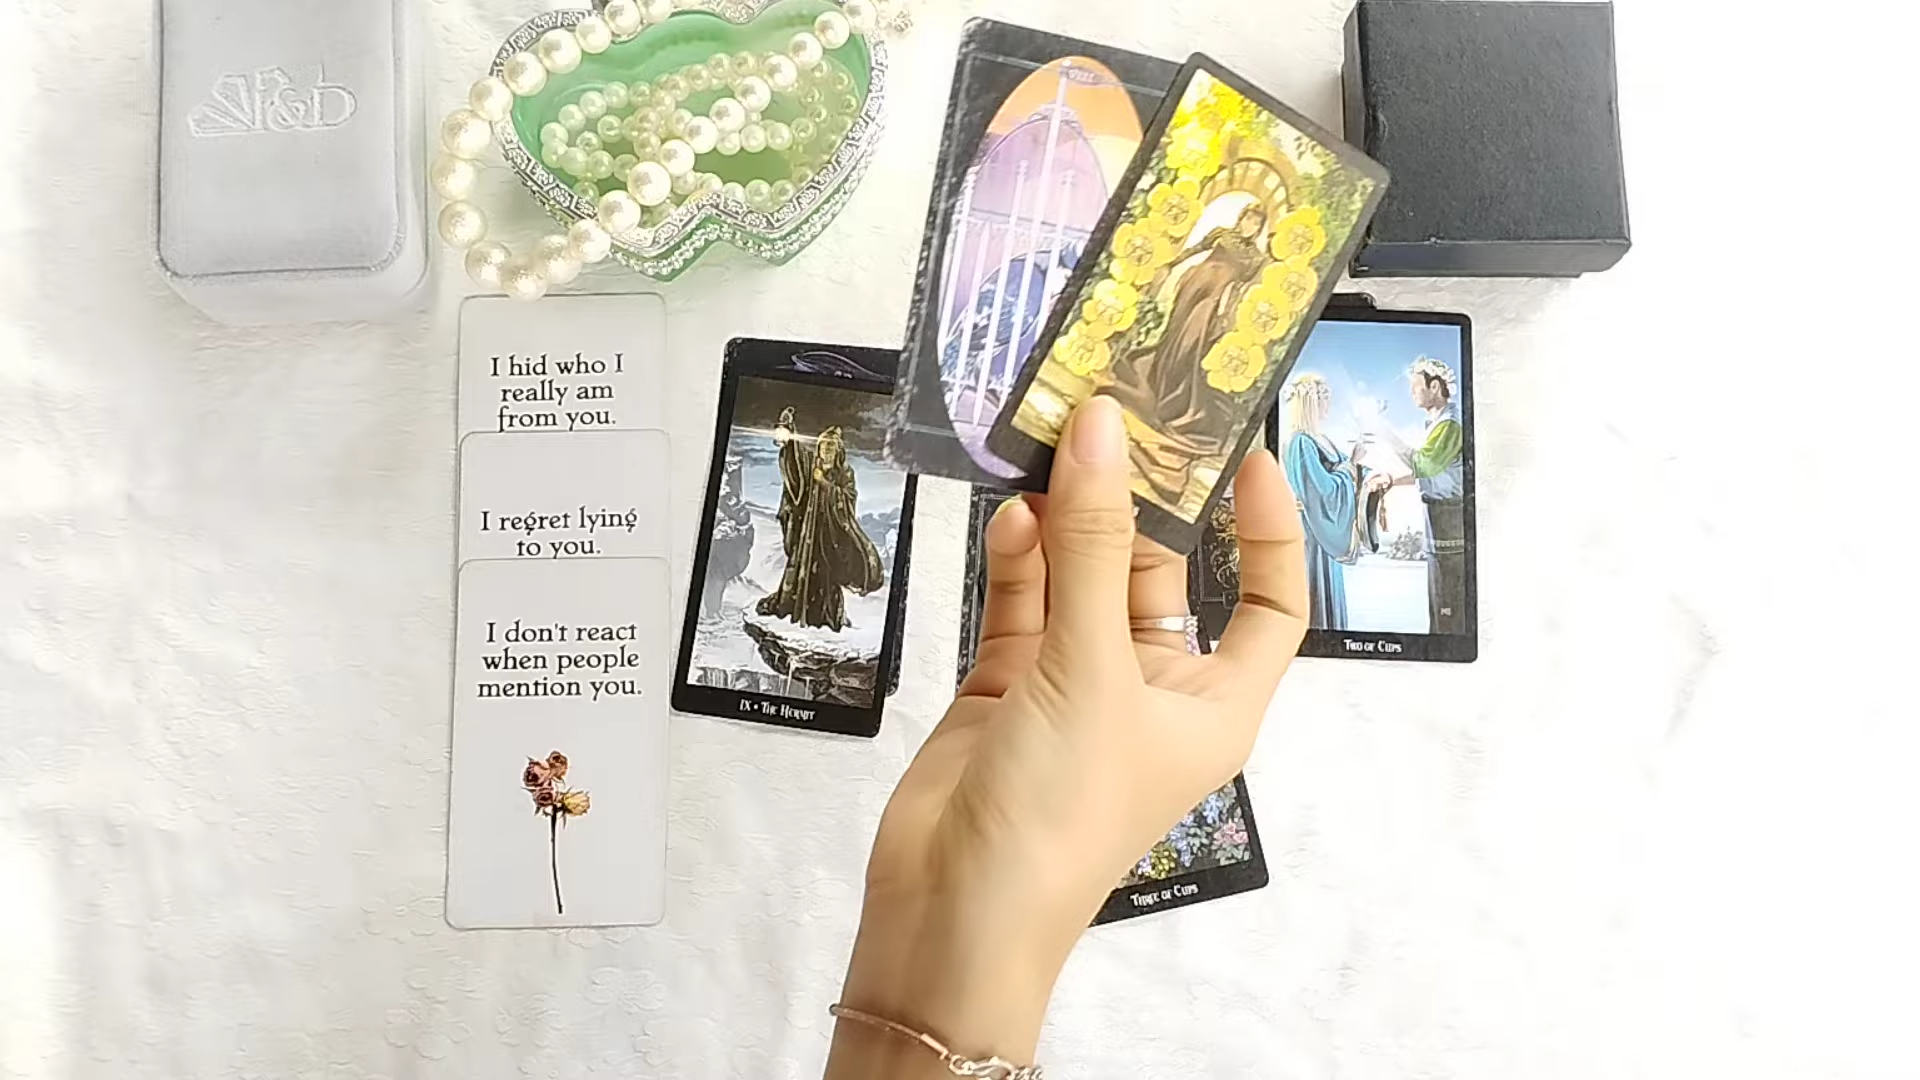 F&D
I hid who I
really am
from you.
I regret lying
to you.
I don't react
when people
mention you.
IX • The Hermit
Two of Cups
Three of Cups